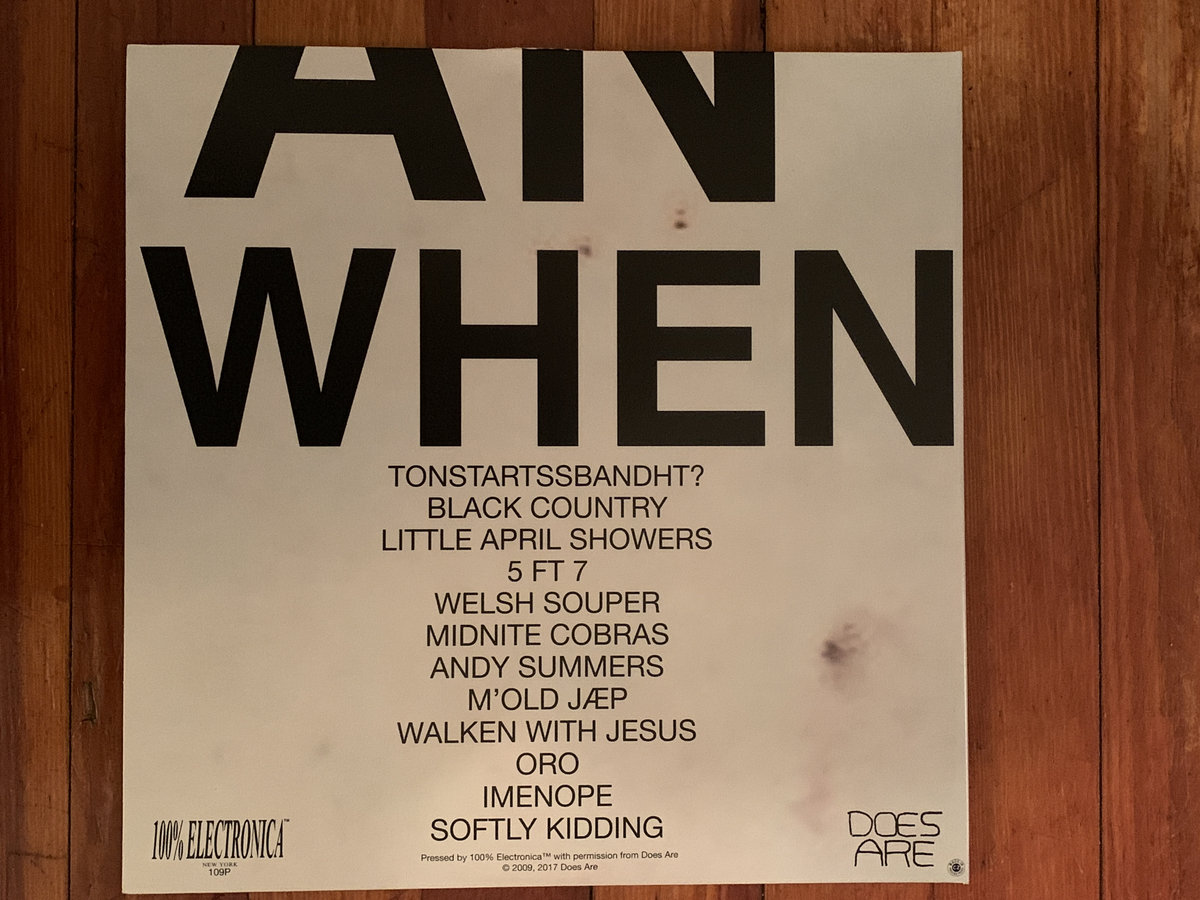 AN
WHEN
TONSTARTSSBANDHT?
BLACK COUNTRY
LITTLE APRIL SHOWERS
5 FT 7
WELSH SOUPER
MIDNITE COBRAS
ANDY SUMMERS
M’OLD JÆP
WALKEN WITH JESUS
ORO
IMENOPE
SOFTLY KIDDING
Pressed by 100% Electronica™ with permission from Does Are
© 2009, 2017 Does Are
100% ELECTRONICA™
NEW YORK
109P
DOES
ARE